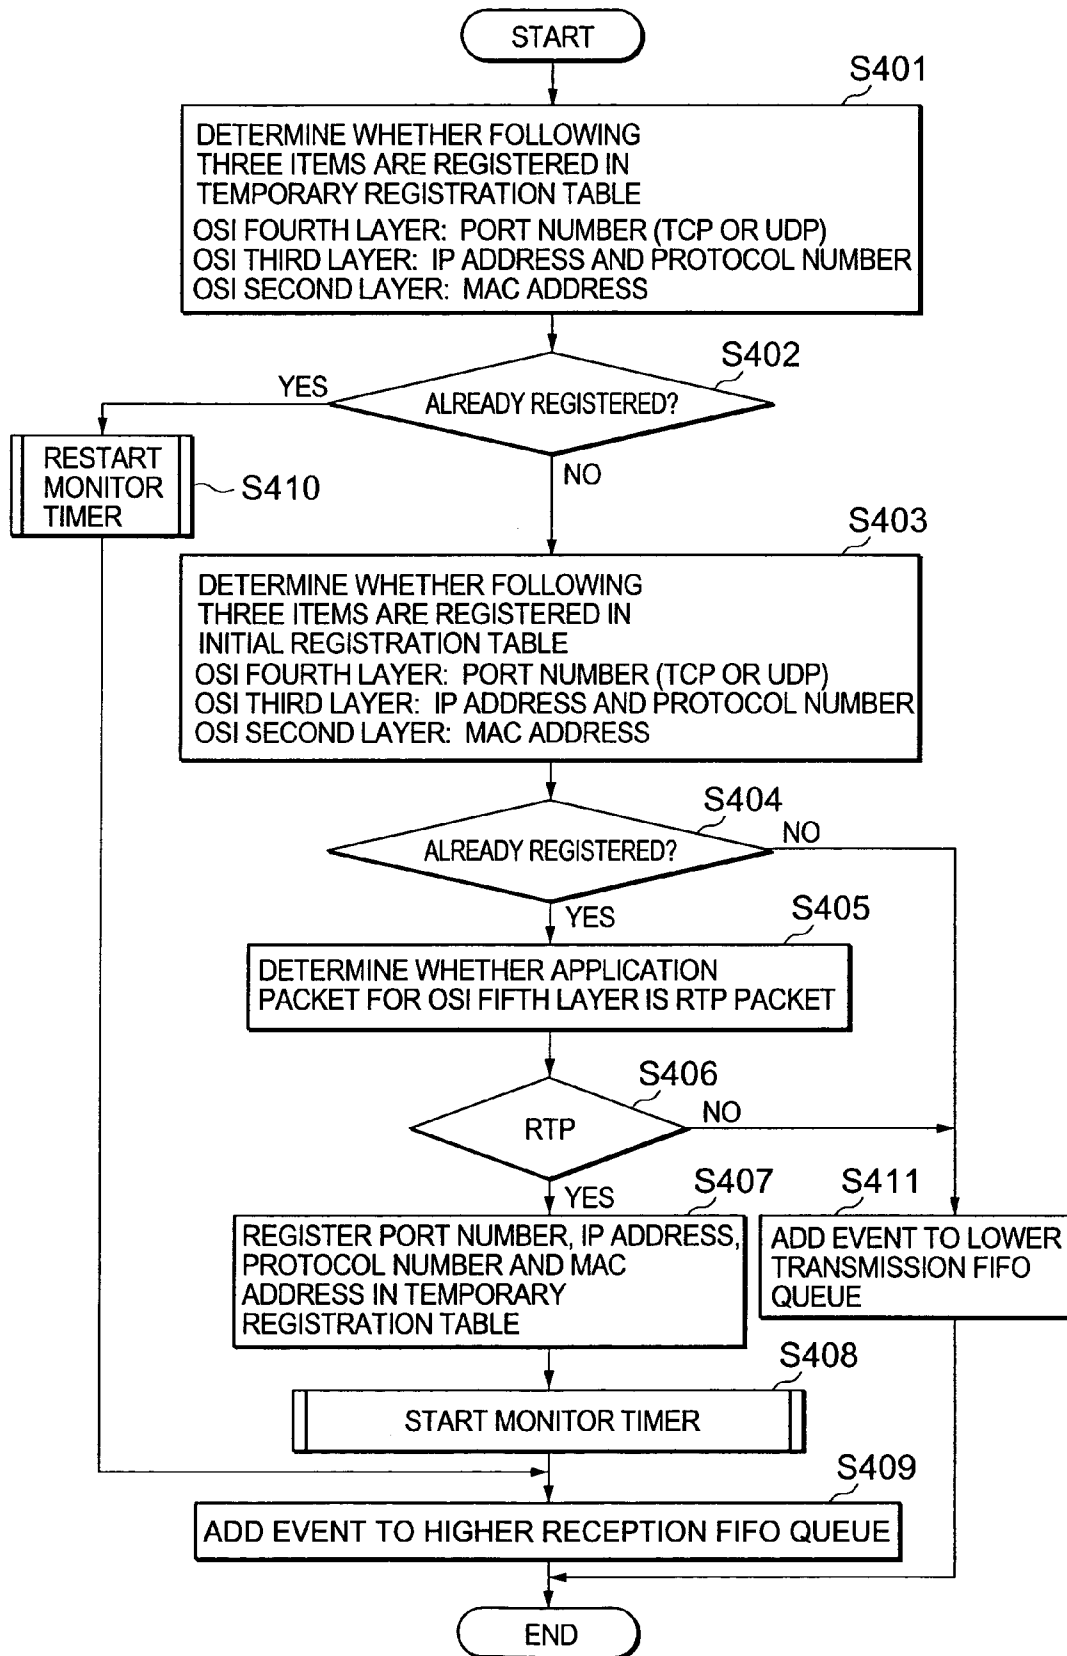 START
S401
DETERMINE WHETHER FOLLOWING
THREE ITEMS ARE REGISTERED IN
TEMPORARY REGISTRATION TABLE
OSI FOURTH LAYER: PORT NUMBER (TCP OR UDP)
OSI THIRD LAYER: IP ADDRESS AND PROTOCOL NUMBER
OSI SECOND LAYER: MAC ADDRESS
S402
YES
ALREADY REGISTERED?
NO
RESTART
MONITOR
TIMER
S410
S403
DETERMINE WHETHER FOLLOWING
THREE ITEMS ARE REGISTERED IN
INITIAL REGISTRATION TABLE
OSI FOURTH LAYER: PORT NUMBER (TCP OR UDP)
OSI THIRD LAYER: IP ADDRESS AND PROTOCOL NUMBER
OSI SECOND LAYER: MAC ADDRESS
S404
NO
ALREADY REGISTERED?
YES
S405
DETERMINE WHETHER APPLICATION
PACKET FOR OSI FIFTH LAYER IS RTP PACKET
S406
NO
RTP
YES
S407
REGISTER PORT NUMBER, IP ADDRESS,
PROTOCOL NUMBER AND MAC
ADDRESS IN TEMPORARY
REGISTRATION TABLE
S411
ADD EVENT TO LOWER
TRANSMISSION FIFO
QUEUE
S408
START MONITOR TIMER
S409
ADD EVENT TO HIGHER RECEPTION FIFO QUEUE
END